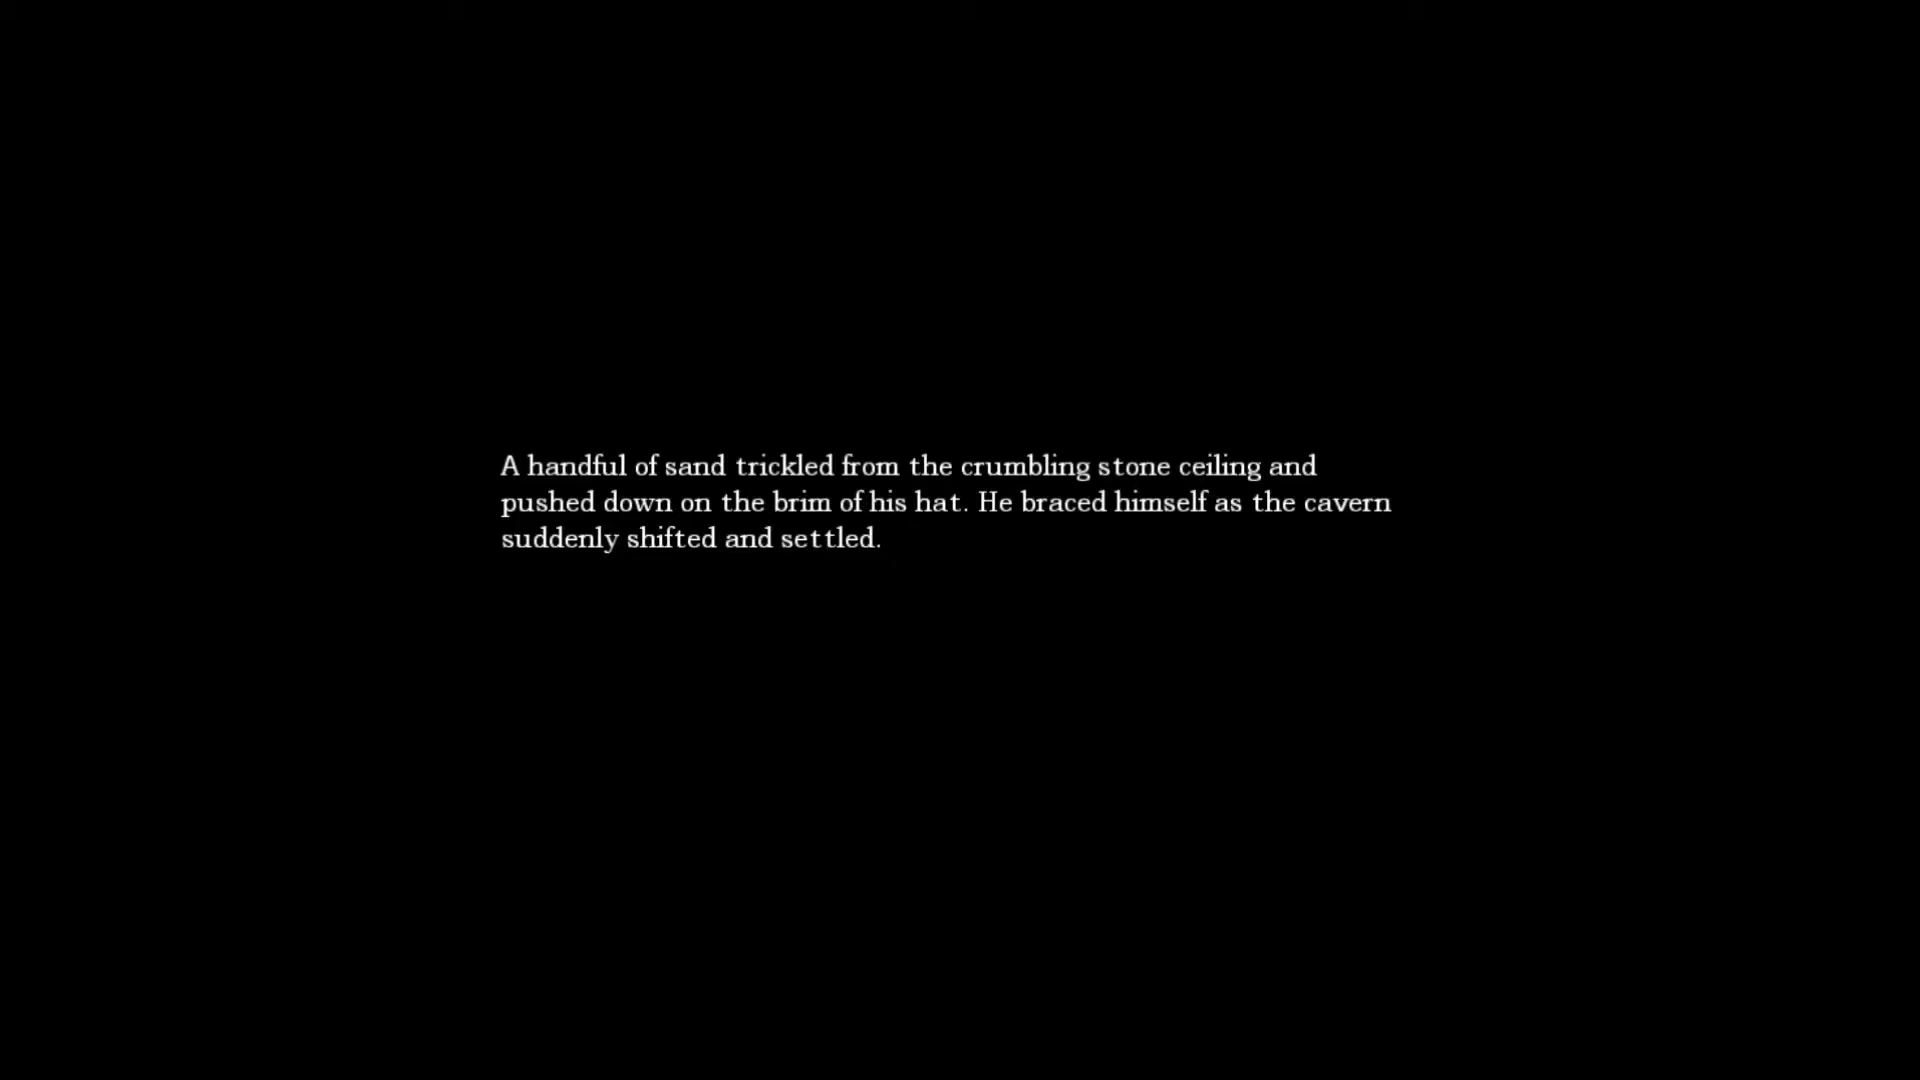 A handful of sand trickled from the crumbling stone ceiling and
pushed down on the brim of his hat. He braced himself as the cavern
suddenly shifted and settled.